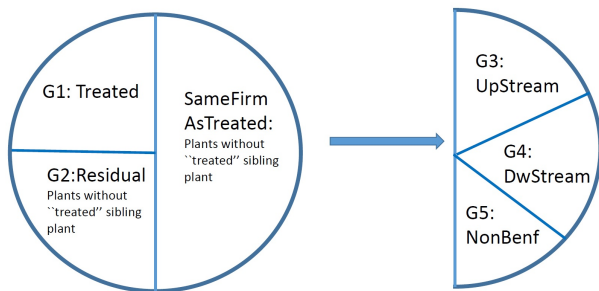 G1: Treated
G2:Residual
Plants without
``treated'' sibling
plant
SameFirm
AsTreated:
Plants without
``treated'' sibling
plant
G3:
UpStream
G4:
DwStream
G5:
NonBenf